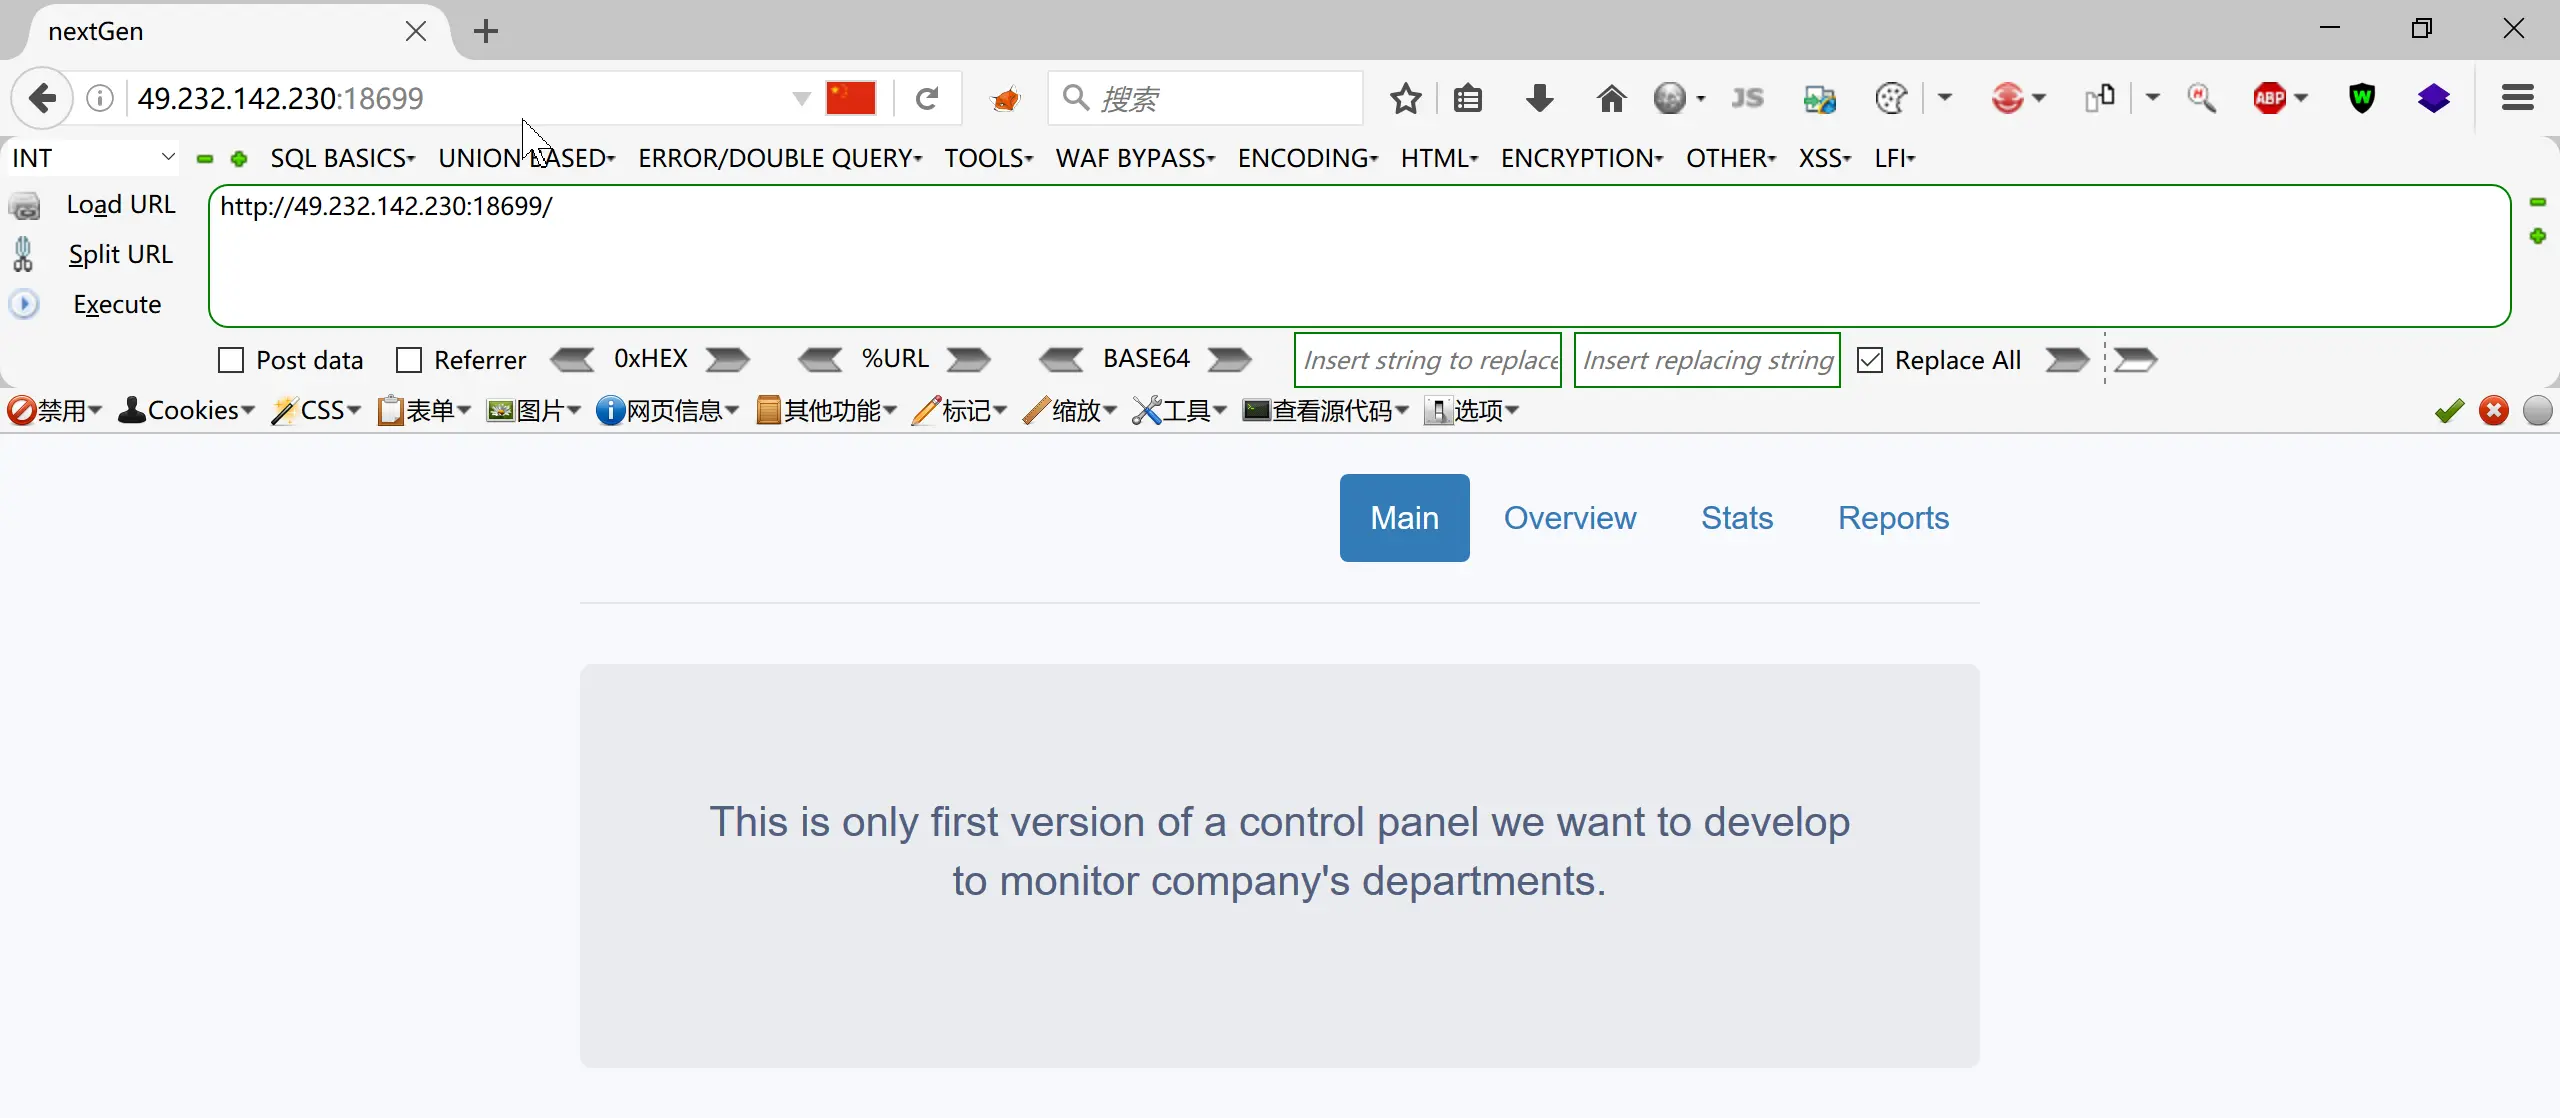 nextGen
49.232.142.230:18699
搜索
JS
ABP
W
INT
SQL BASICS
UNION BASED
ERROR/DOUBLE QUERY
TOOLS
WAF BYPASS
ENCODING
HTML
ENCRYPTION
OTHER
XSS
LFI
Load URL
http://49.232.142.230:18699/
Split URL
Execute
Post data
Referrer
0xHEX
%URL
BASE64
Insert string to replace
Insert replacing string
Replace All
禁用
Cookies
CSS
表单
图片
网页信息
其他功能
标记
缩放
工具
查看源代码
选项
Main
Overview
Stats
Reports
This is only first version of a control panel we want to develop
to monitor company's departments.